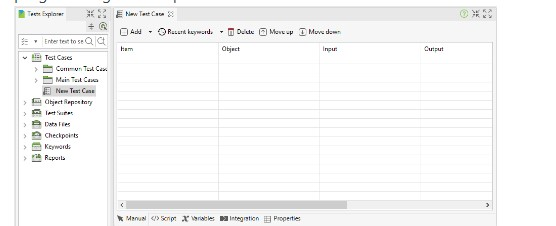 Tests Explorer
Enter text to se
Test Cases
Common Test Case
Main Test Cases
New Test Case
Object Repository
Test Suites
Data Files
Checkpoints
Keywords
Reports
New Test Case
Add Recent keywords Delete Move up Move down
Item Object Input Output
Manual </> Script Variables Integration Properties